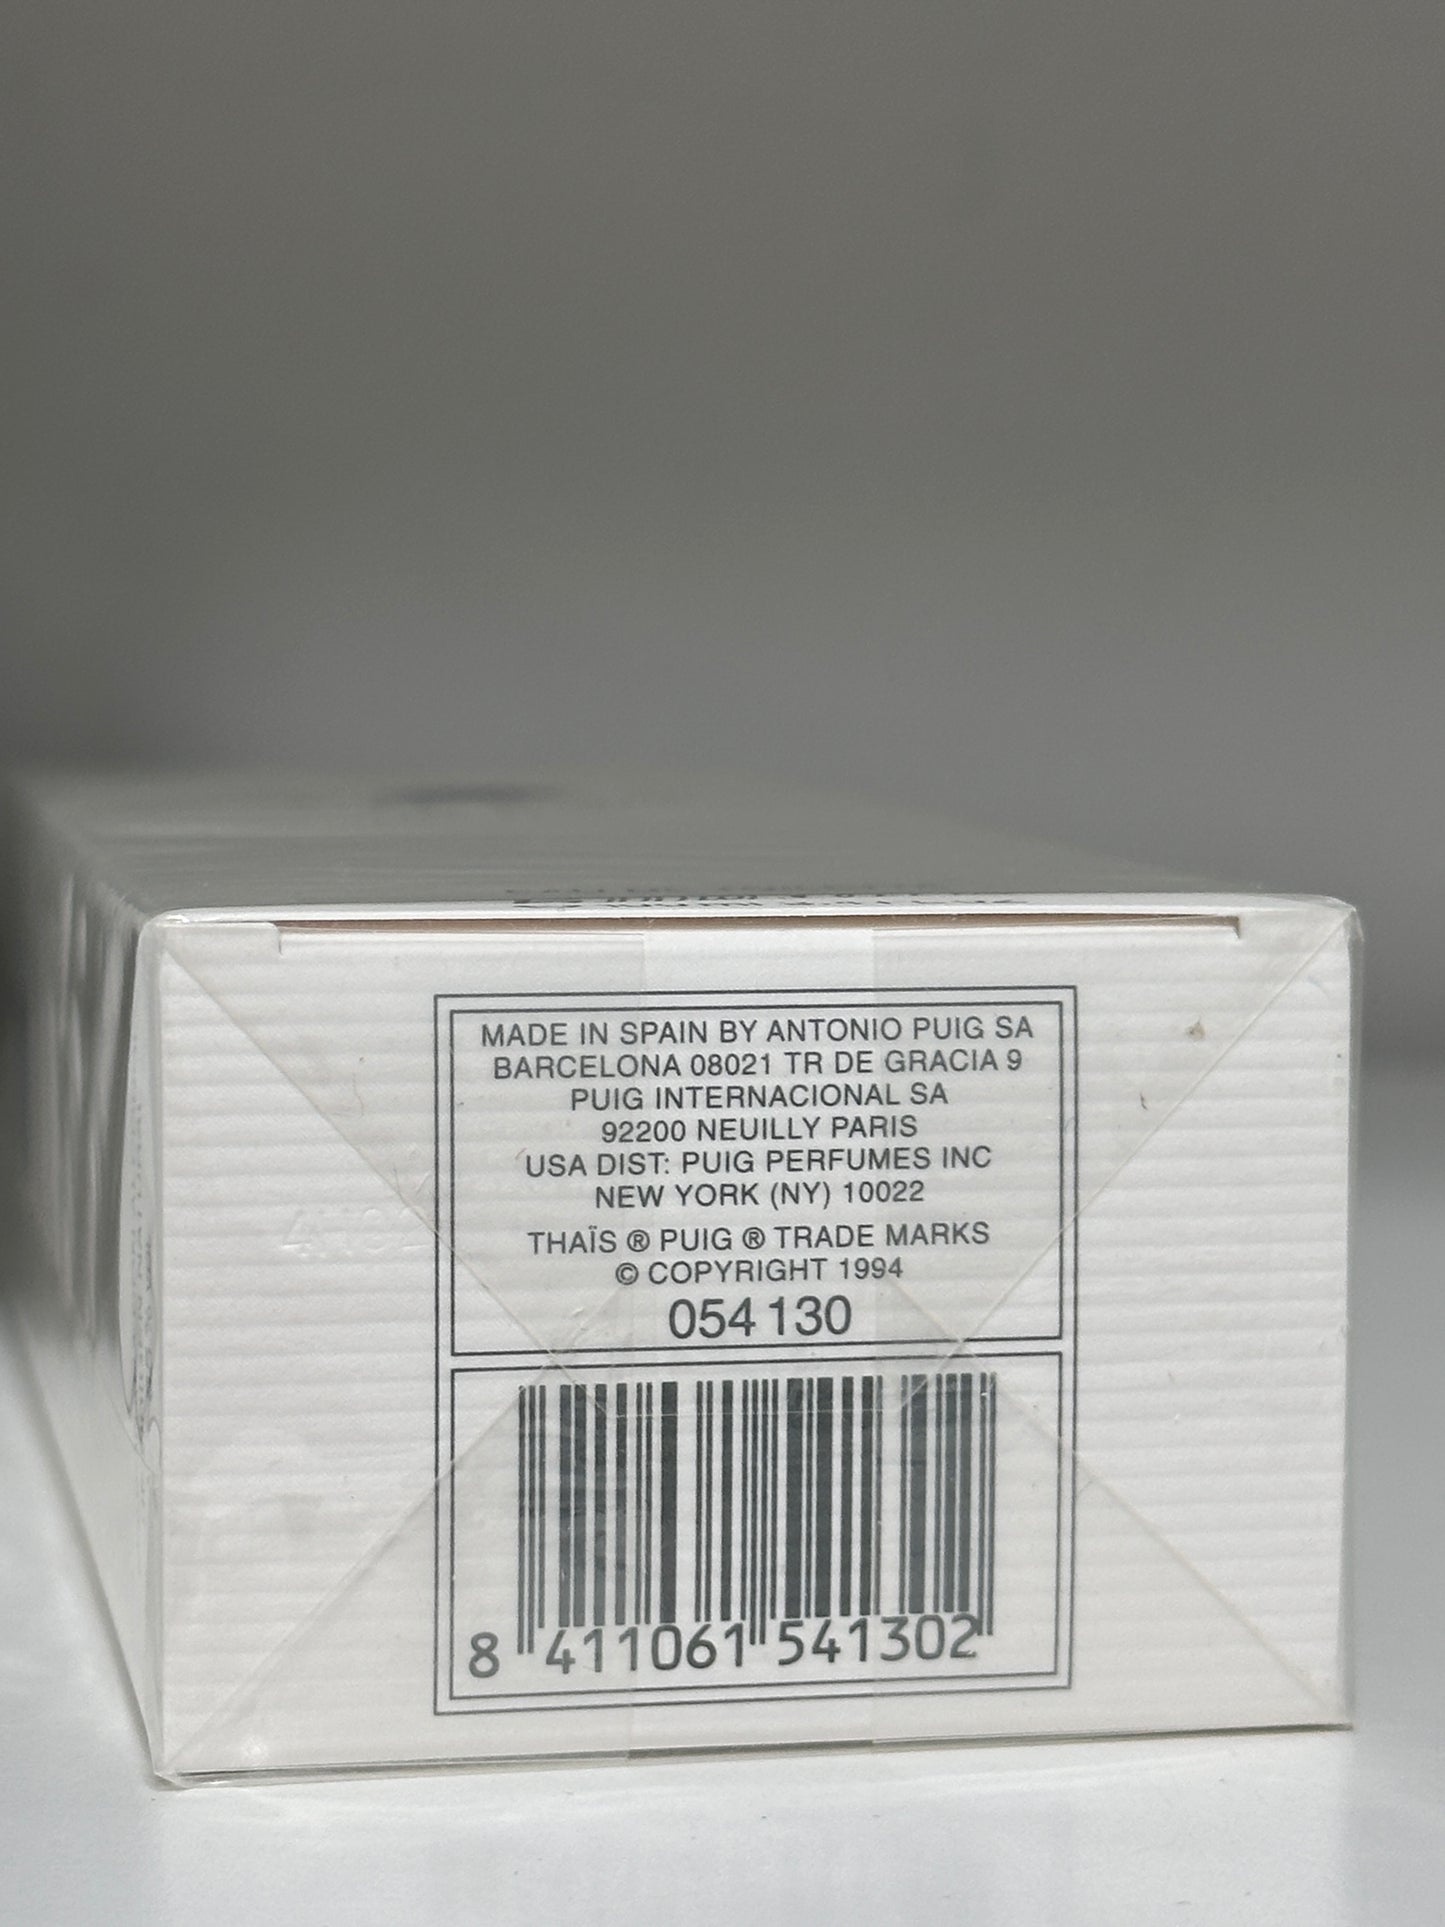 MADE IN SPAIN BY ANTONIO PUIG SA
BARCELONA 08021 TR DE GRACIA 9
PUIG INTERNACIONAL SA
92200 NEUILLY PARIS
USA DIST: PUIG PERFUMES INC
NEW YORK (NY) 10022
THAÏS ® PUIG ® TRADE MARKS
© COPYRIGHT 1994
054130
8 411061 541302